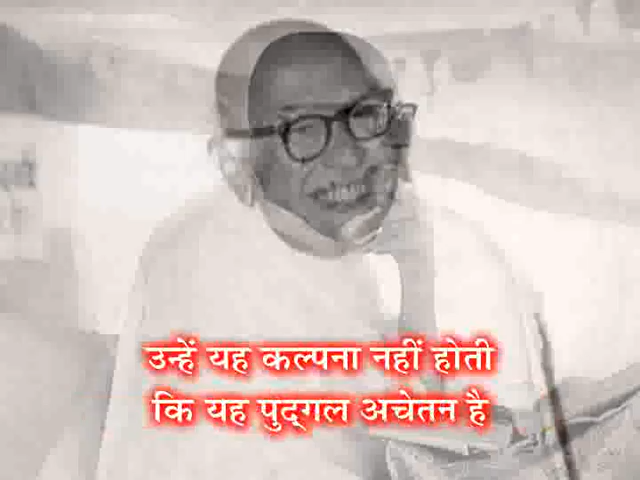 उन्हें यह कल्पना नहीं होती
कि यह पुद्‌गल अचेतन है